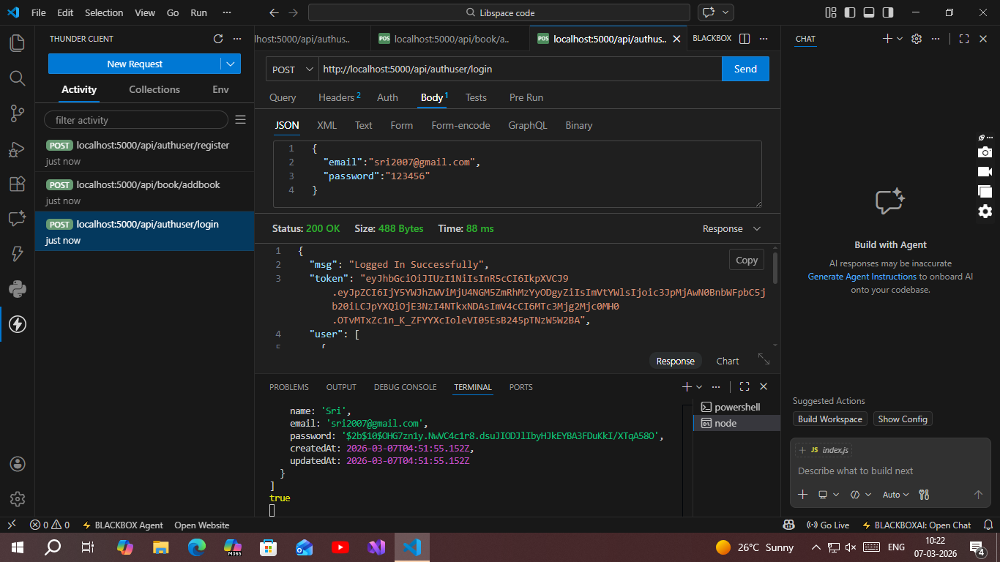 File Edit Selection View Go Run ··· Libspace code
THUNDER CLIENT
New Request
Activity Collections Env
filter activity
POST localhost:5000/api/authuser/register
just now
POST localhost:5000/api/book/addbook
just now
POST localhost:5000/api/authuser/login
just now
lhost:5000/api/authus.. POS localhost:5000/api/book/a.. POS localhost:5000/api/authus.. BLACKBOX ···
POST http://localhost:5000/api/authuser/login Send
Query Headers 2 Auth Body 1 Tests Pre Run
JSON XML Text Form Form-encode GraphQL Binary
1 {
2 "email":"sri2007@gmail.com",
3 "password":"123456"
4 }
Status: 200 OK Size: 488 Bytes Time: 88 ms Response
1 {
Copy
2 "msg": "Logged In Successfully",
3 "token": "eyJhbGciOiJIUzI1NiIsInR5cCI6IkpXVCJ9
.eyJpZCI6IjY5YWJhZWViMjU4NGM5ZmRhMzYyODgyZiIsImVtYWlsIjoic3JpMjAwN0BnbWFpbC5j
b20iLCJpYXQiOjE3NzI4NTkxNDAsImV4cCI6MTc3Mjg2Mjc0MH0
.OTvMTxZc1n_K_ZFYYXcIoleVI05EsB245pTNzW5W2BA",
4 "user": [
5 {
Response Chart
PROBLEMS OUTPUT DEBUG CONSOLE TERMINAL PORTS
name: 'Sri',
email: 'sri2007@gmail.com',
password: '$2b$10$OHG7zn1y.NwVC4c1r8.dsuJIODJlIbyHJkEYBA3FDuKkI/XTqA58O',
createdAt: 2026-03-07T04:51:55.152Z,
updatedAt: 2026-03-07T04:51:55.152Z
}
]
true
powershell
node
CHAT
Build with Agent
AI responses may be inaccurate
Generate Agent Instructions to onboard AI
onto your codebase.
Suggested Actions
Build Workspace Show Config
JS index.js
Describe what to build next
Auto
0 0 BLACKBOX Agent Open Website Go Live BLACKBOXAI: Open Chat
M365
26°C Sunny ENG 10:22
07-03-2026
4